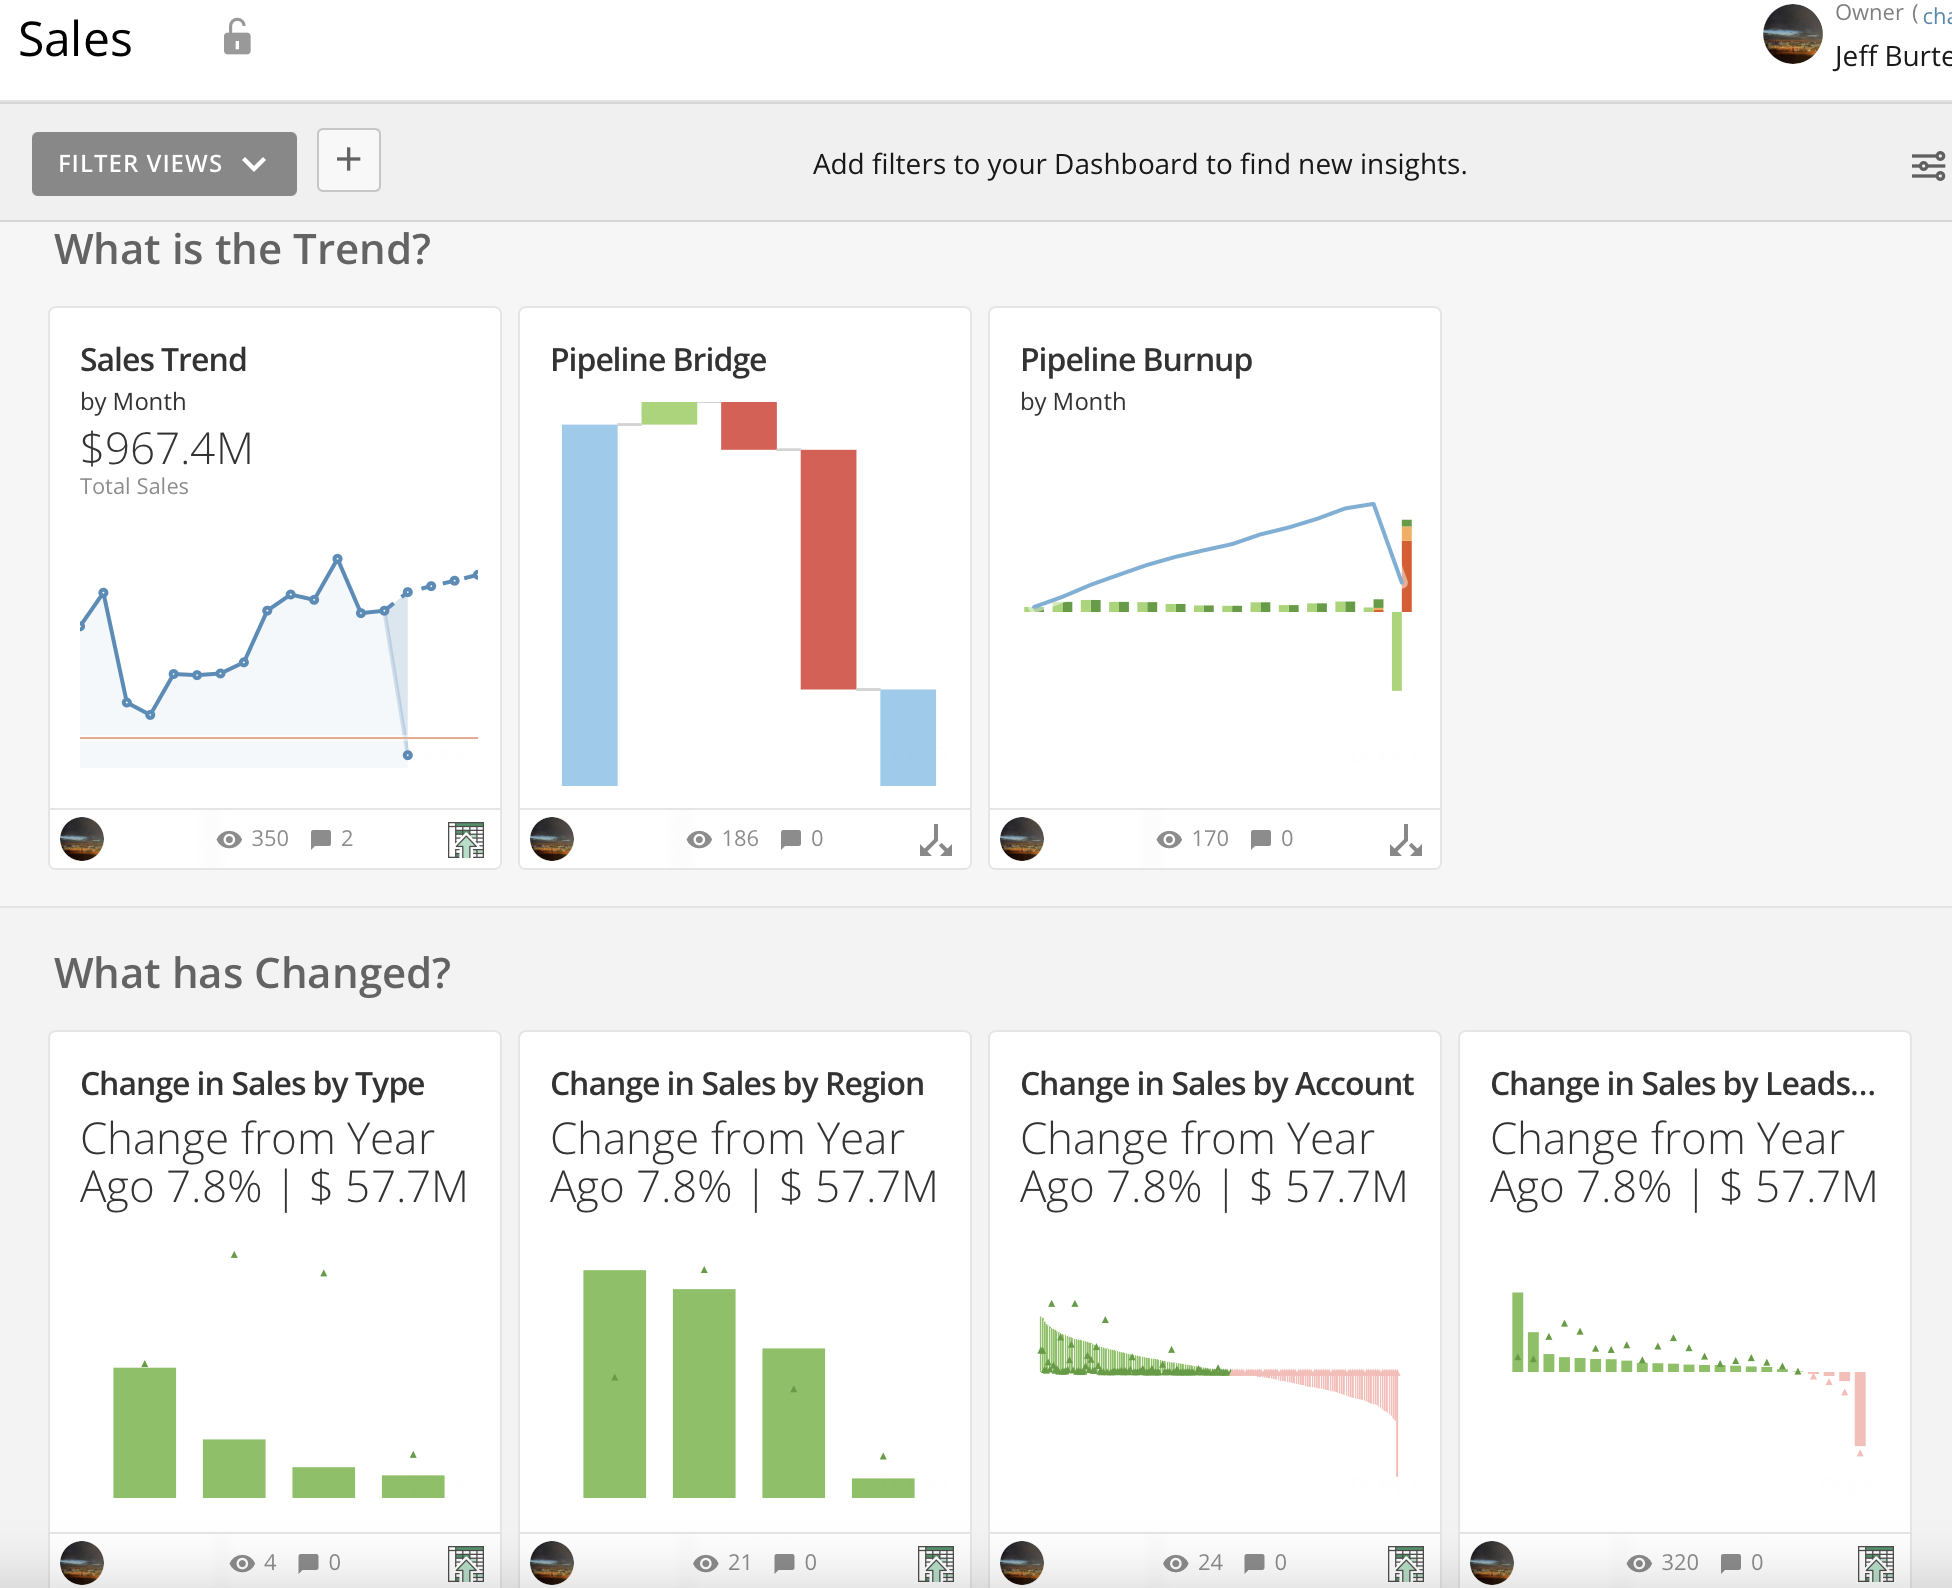 Sales
Owner (cha
Jeff Burte
FILTER VIEWS
Add filters to your Dashboard to find new insights.
What is the Trend?
Sales Trend
by Month
$967.4M
Total Sales
350 2
Pipeline Bridge
186 0
Pipeline Burnup
by Month
170 0
What has Changed?
Change in Sales by Type
Change from Year
Ago 7.8% | $ 57.7M
4 0
Change in Sales by Region
Change from Year
Ago 7.8% | $ 57.7M
21 0
Change in Sales by Account
Change from Year
Ago 7.8% | $ 57.7M
24 0
Change in Sales by Leads...
Change from Year
Ago 7.8% | $ 57.7M
320 0